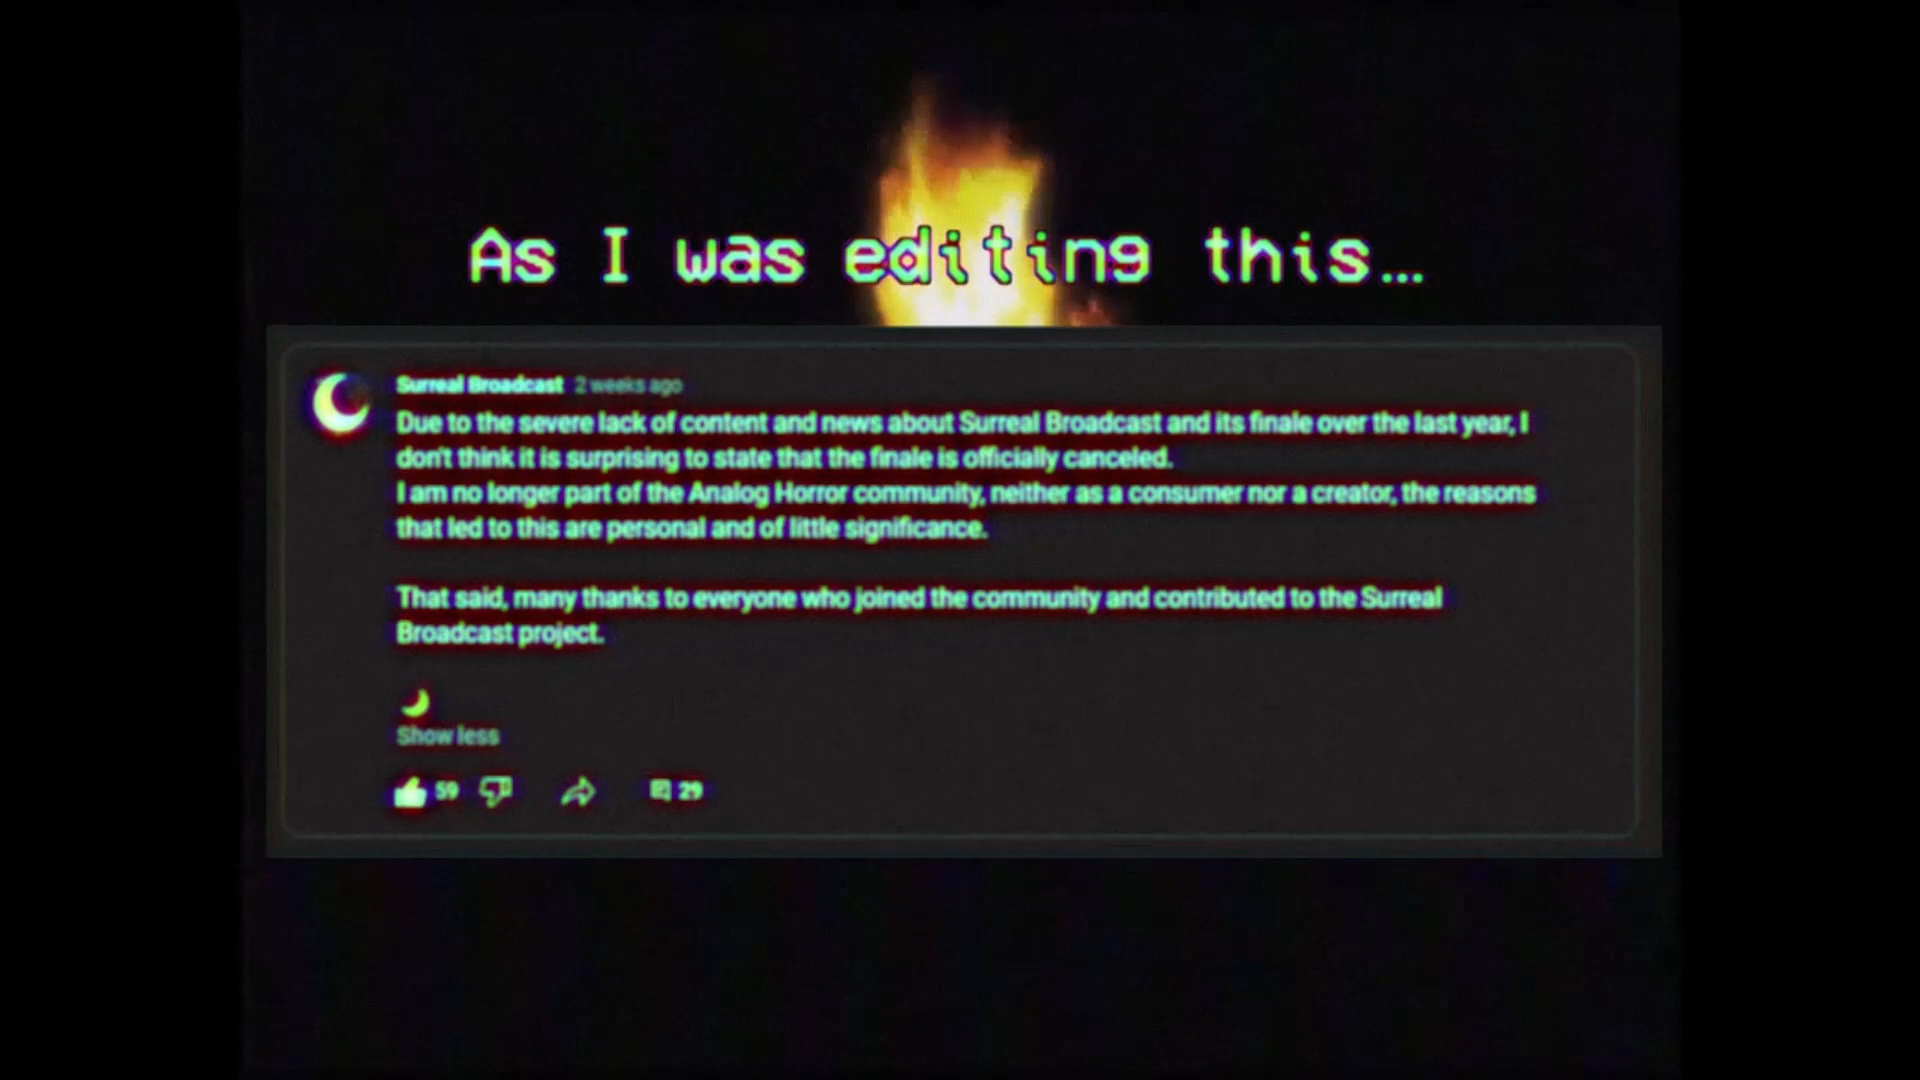 As I was editing this...
Surreal Broadcast 2 weeks ago
Due to the severe lack of content and news about Surreal Broadcast and its finale over the last year, I
don't think it is surprising to state that the finale is officially canceled.
I am no longer part of the Analog Horror community, neither as a consumer nor a creator, the reasons
that led to this are personal and of little significance.
That said, many thanks to everyone who joined the community and contributed to the Surreal
Broadcast project.
Show less
59 29